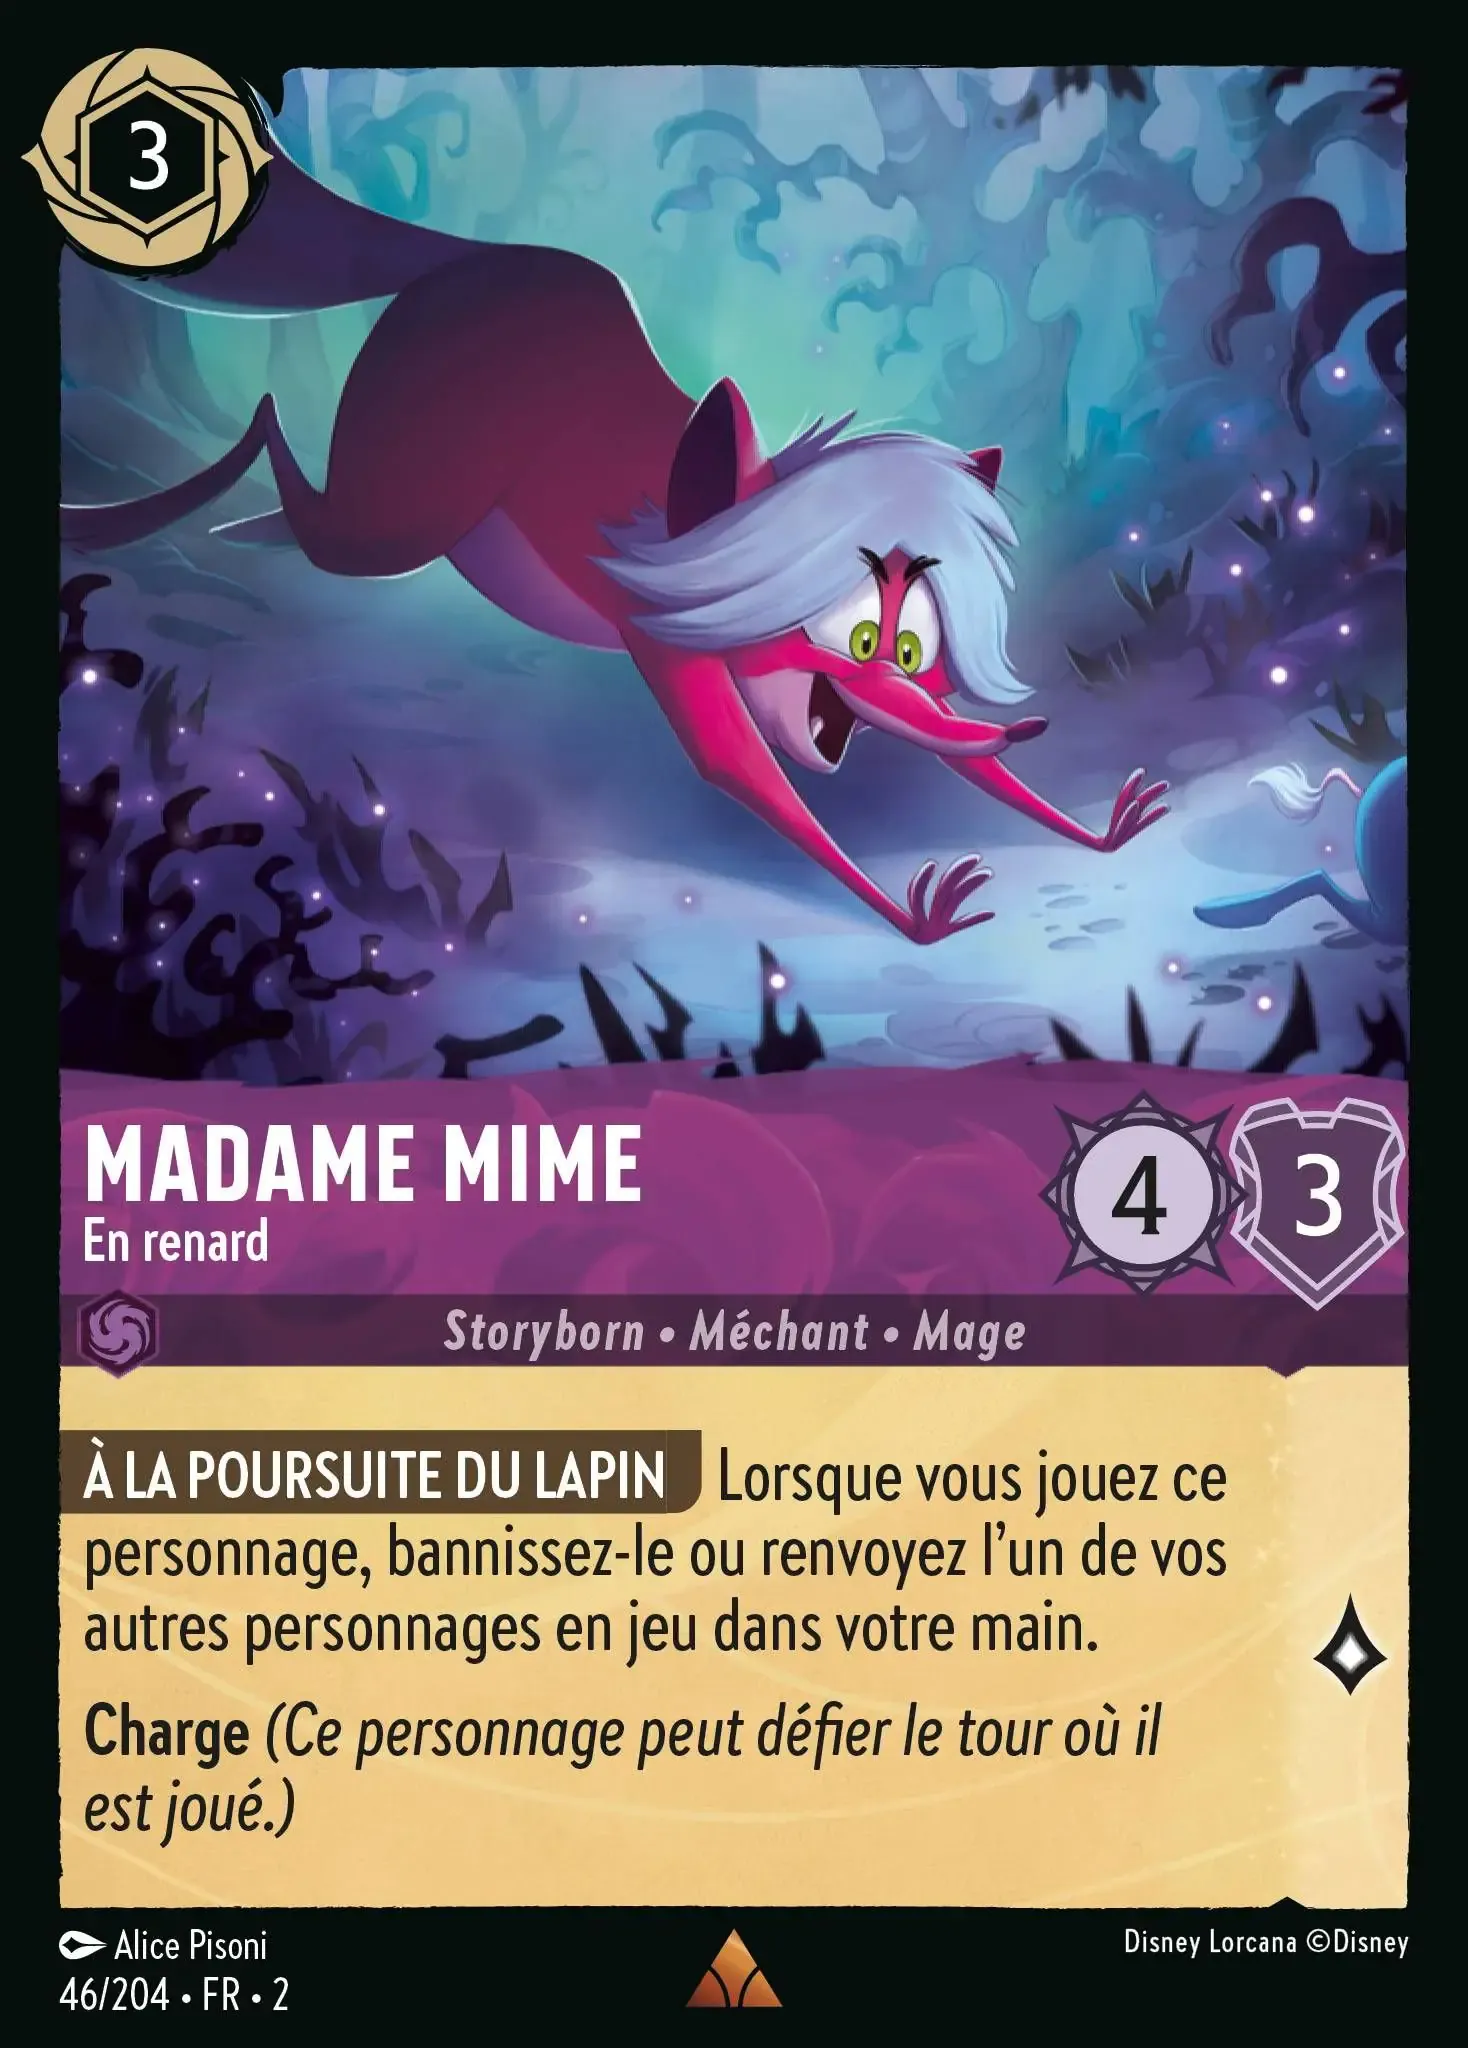 3
MADAME MIME
En renard
4
3
Storyborn • Méchant • Mage
À LA POURSUITE DU LAPIN Lorsque vous jouez ce
personnage, bannissez-le ou renvoyez l’un de vos
autres personnages en jeu dans votre main.
Charge (Ce personnage peut défier le tour où il
est joué.)
Alice Pisoni
46/204 • FR • 2
Disney Lorcana ©Disney